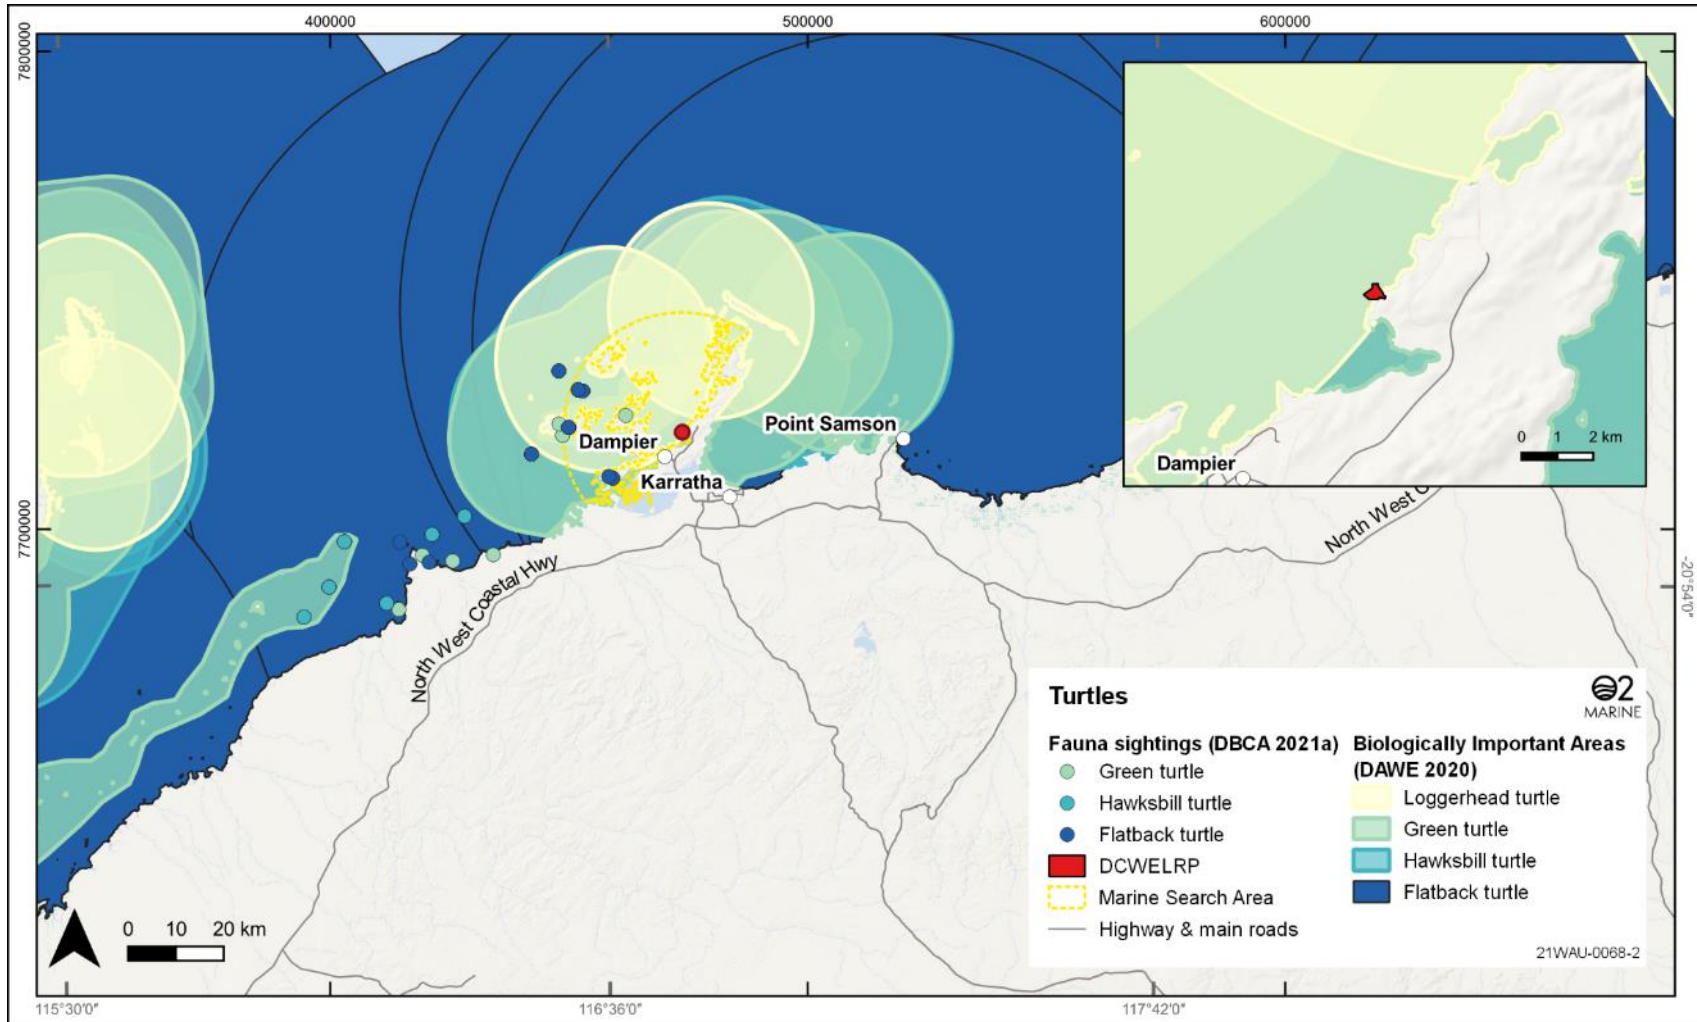 400000
500000
600000
7800000
7700000
Point Samson
Dampier
Karratha
North West Coastal Hwy
0 1 2 km
Dampier
North West C
-20°54'0"
Turtles
2
MARINE
Fauna sightings (DBCA 2021a)
Green turtle
Hawksbill turtle
Flatback turtle
DCWELRP
Marine Search Area
Highway & main roads
Biologically Important Areas
(DAWE 2020)
Loggerhead turtle
Green turtle
Hawksbill turtle
Flatback turtle
21WAU-0068-2
0 10 20 km
115°30'0"
116°36'0"
117°42'0"